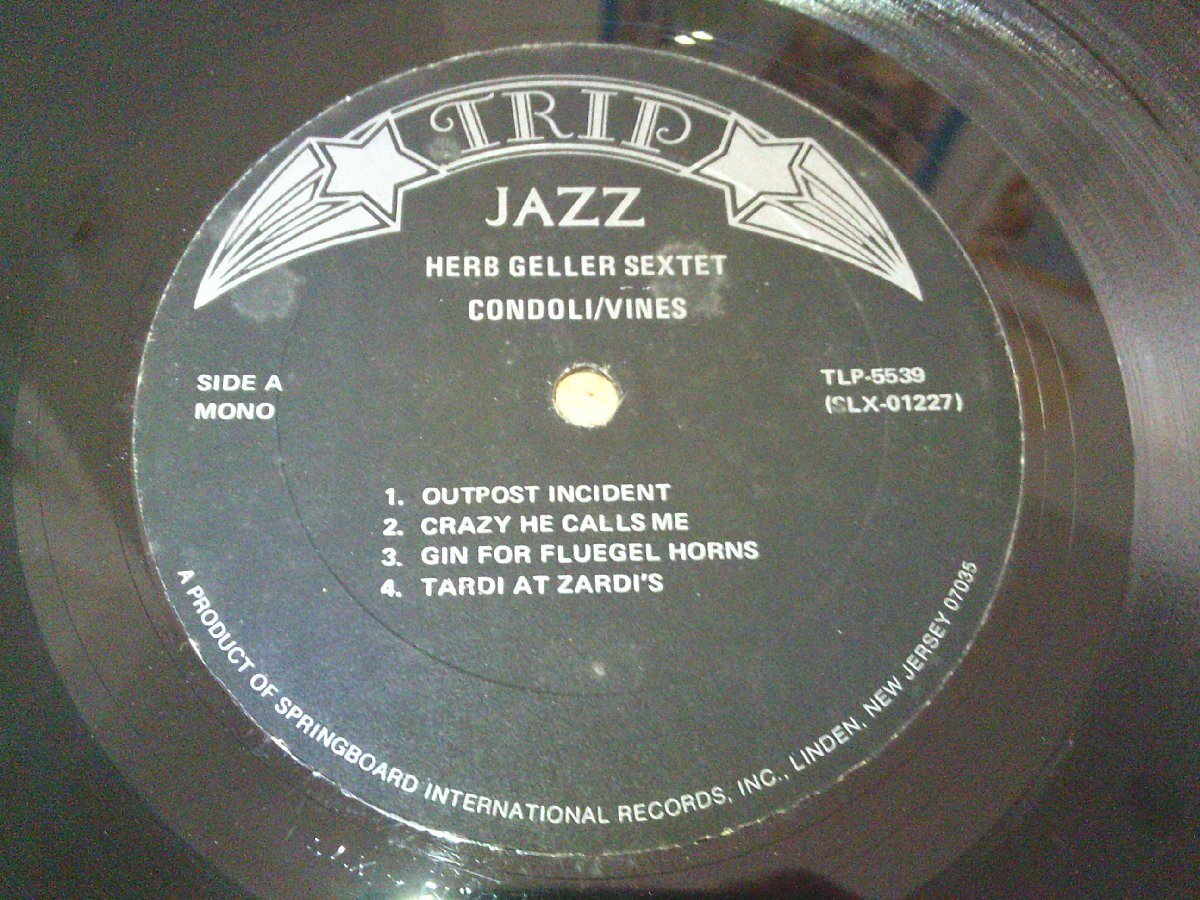 TRIP
JAZZ
HERB GELLER SEXTET
CONDOLI/VINES
SIDE A
MONO
TLP-5539
(SLX-01227)
1. OUTPOST INCIDENT
2. CRAZY HE CALLS ME
3. GIN FOR FLUEGEL HORNS
4. TARDI AT ZARDI'S
A PRODUCT OF SPRINGBOARD INTERNATIONAL RECORDS, INC., LINDEN, NEW JERSEY 07035